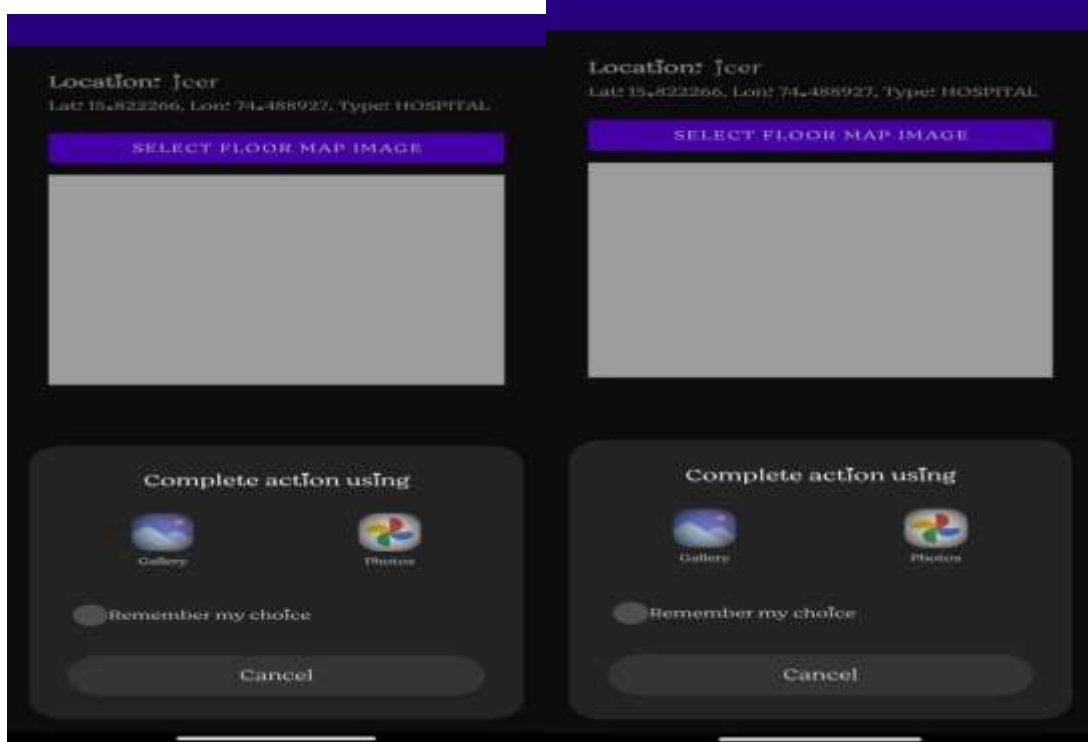 Location: Jcer
Lat: 15.822266, Lon: 74.488927, Type: HOSPITAL
SELECT FLOOR MAP IMAGE
Complete action using
Gallery
Photos
Remember my choice
Cancel
Location: Jcer
Lat: 15.822266, Lon: 74.488927, Type: HOSPITAL
SELECT FLOOR MAP IMAGE
Complete action using
Gallery
Photos
Remember my choice
Cancel